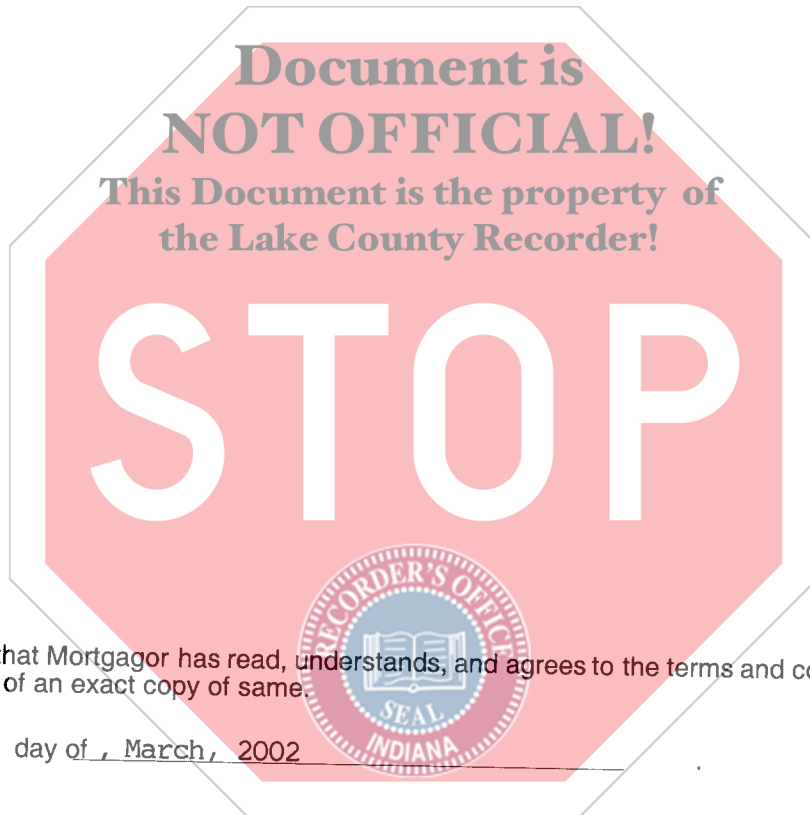 Document is
NOT OFFICIAL!
This Document is the property of
the Lake County Recorder!
STOP
RECORDER'S OFFICE
that Mortgagor has read, understands, and agrees to the terms and co
of an exact copy of same.
SEAL
INDIANA
day of , March, 2002